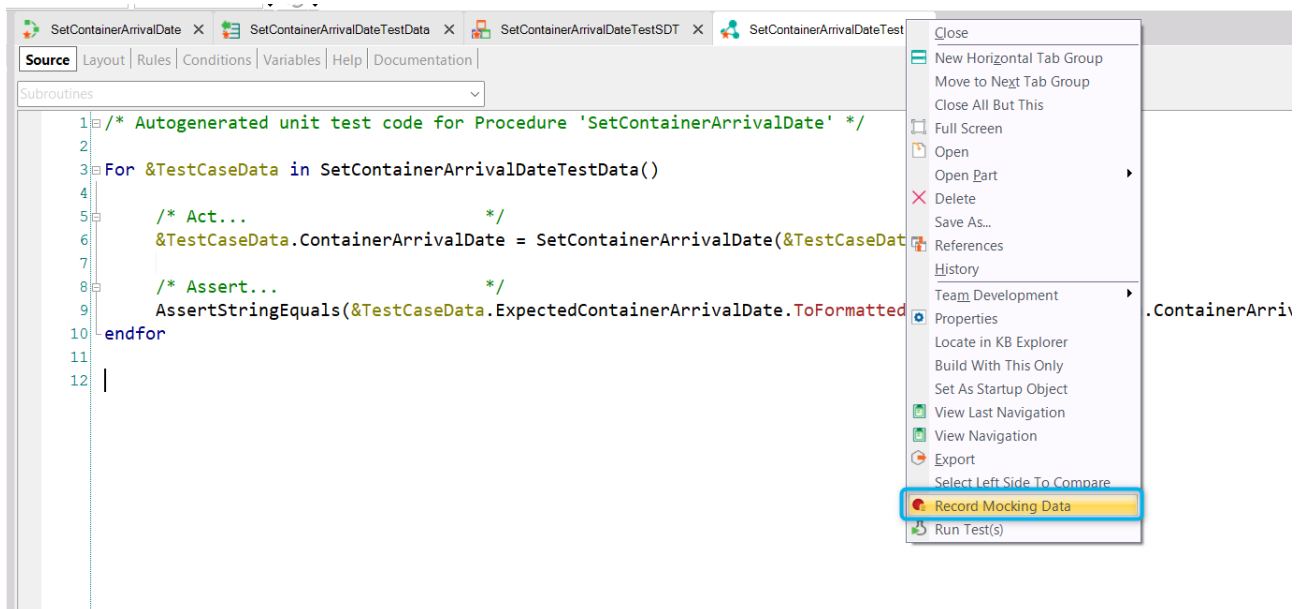 SetContainerArrivalDate SetContainerArrivalDateTestData SetContainerArrivalDateTestSDT SetContainerArrivalDateTest
Source Layout Rules Conditions Variables Help Documentation
Subroutines
1 /* Autogenerated unit test code for Procedure 'SetContainerArrivalDate' */
2
3 For &TestCaseData in SetContainerArrivalDateTestData()
4
5 /* Act... */
6 &TestCaseData.ContainerArrivalDate = SetContainerArrivalDate(&TestCaseDat
7
8 /* Assert... */
9 AssertStringEquals(&TestCaseData.ExpectedContainerArrivalDate.ToFormatted .ContainerArriv
10 endfor
11
12
Close
New Horizontal Tab Group
Move to Next Tab Group
Close All But This
Full Screen
Open
Open Part
Delete
Save As...
References
History
Team Development
Properties
Locate in KB Explorer
Build With This Only
Set As Startup Object
View Last Navigation
View Navigation
Export
Select Left Side To Compare
Record Mocking Data
Run Test(s)